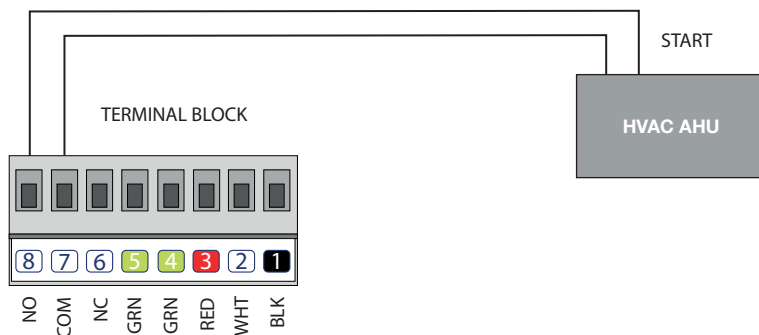 START
HVAC AHU
TERMINAL BLOCK
8 7 6 5 4 3 2 1
NO COM NC GRN GRN RED WHT BLK